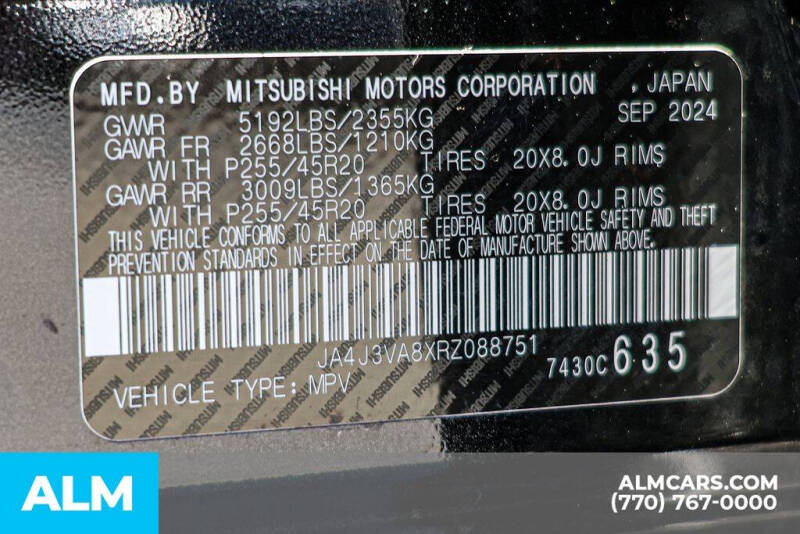 MFD.BY MITSUBISHI MOTORS CORPORATION , JAPAN
SEP 2024
GVWR 5192LBS/2355KG
GAWR FR 2668LBS/1210KG
WITH P255/45R20 TIRES 20X8.0J RIMS
GAWR RR 3009LBS/1365KG
WITH P255/45R20 TIRES 20X8.0J RIMS
THIS VEHICLE CONFORMS TO ALL APPLICABLE FEDERAL MOTOR VEHICLE SAFETY AND THEFT
PREVENTION STANDARDS IN EFFECT ON THE DATE OF MANUFACTURE SHOWN ABOVE.
JA4J3VA8XRZ088751
7430C 635
VEHICLE TYPE: MPV
ALM
ALMCARS.COM
(770) 767-0000